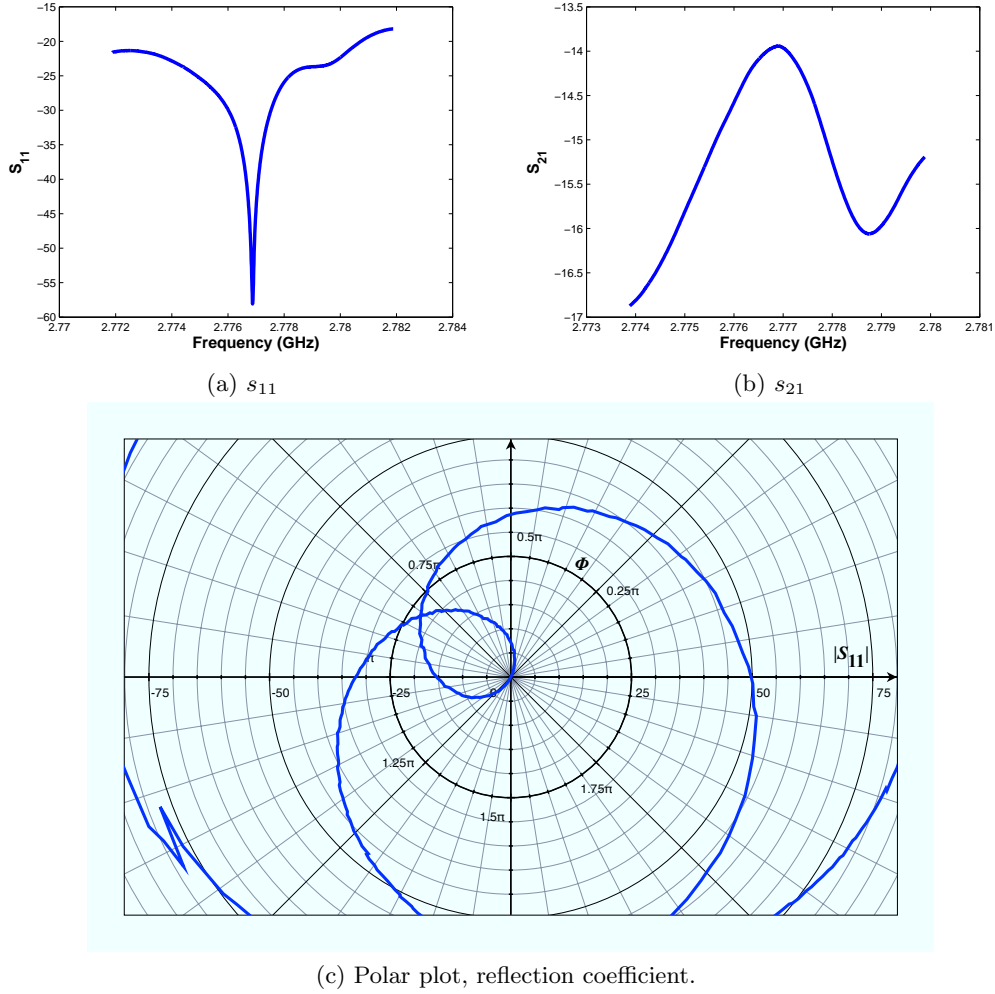 −15
−20
−25
−30
−35
−40
−45
−50
−55
−60
S11
2.77 2.772 2.774 2.776 2.778 2.78 2.782 2.784
Frequency (GHz)
(a) s11
−13.5
−14
−14.5
−15
−15.5
−16
−16.5
−17
S21
2.773 2.774 2.775 2.776 2.777 2.778 2.779 2.78 2.781
Frequency (GHz)
(b) s21
0.5π
0.75π Φ
0.25π
π |S11|
-75 -50 -25 0 25 50 75
1.25π
1.75π
1.5π
(c) Polar plot, reflection coefficient.